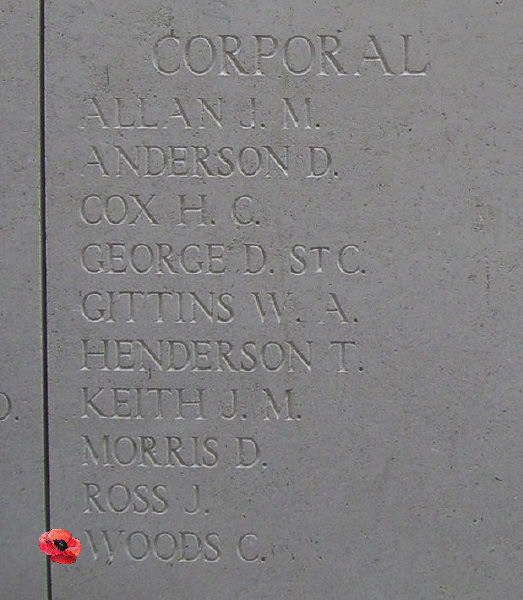 CORPORAL
ALLAN J. M.
ANDERSON D.
COX H. C.
GEORGE D. ST C.
GITTINS W. A.
HENDERSON T.
KEITH J. M.
MORRIS D.
ROSS J.
WOODS C.